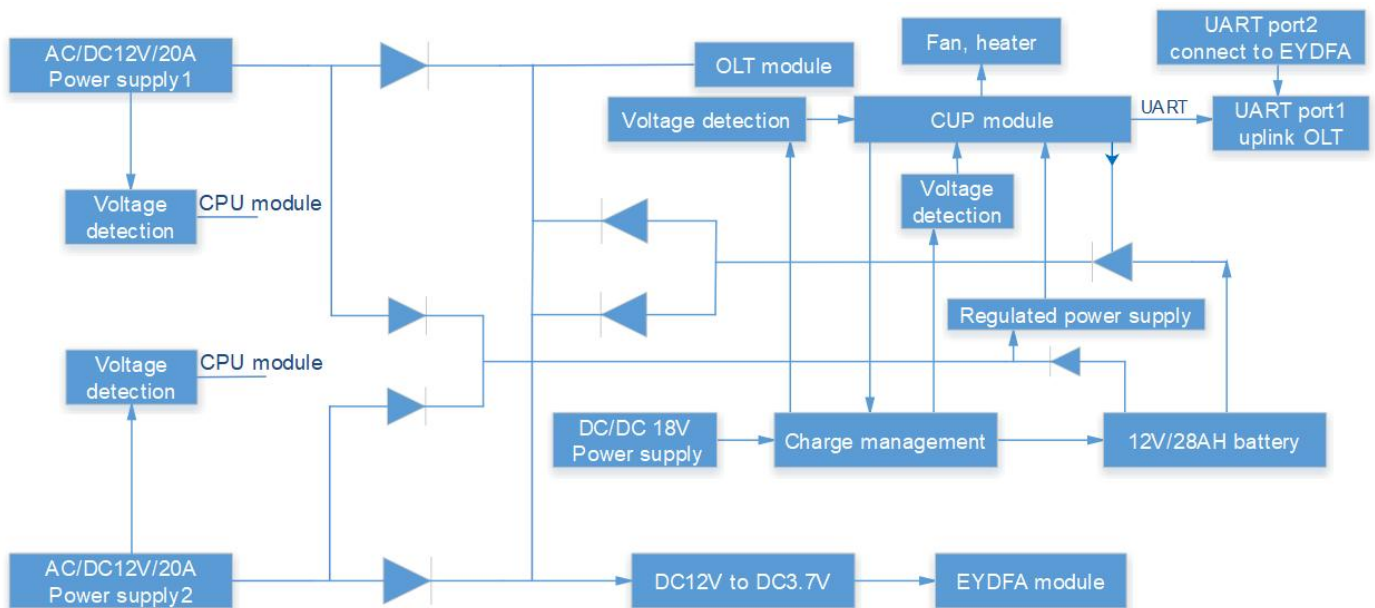 AC/DC12V/20A
Power supply1
OLT module
Fan, heater
UART port2
connect to EYDFA
Voltage detection
CUP module
UART
UART port1
uplink OLT
Voltage
detection
CPU module
Voltage
detection
Regulated power supply
Voltage
detection
CPU module
DC/DC 18V
Power supply
Charge management
12V/28AH battery
AC/DC12V/20A
Power supply2
DC12V to DC3.7V
EYDFA module